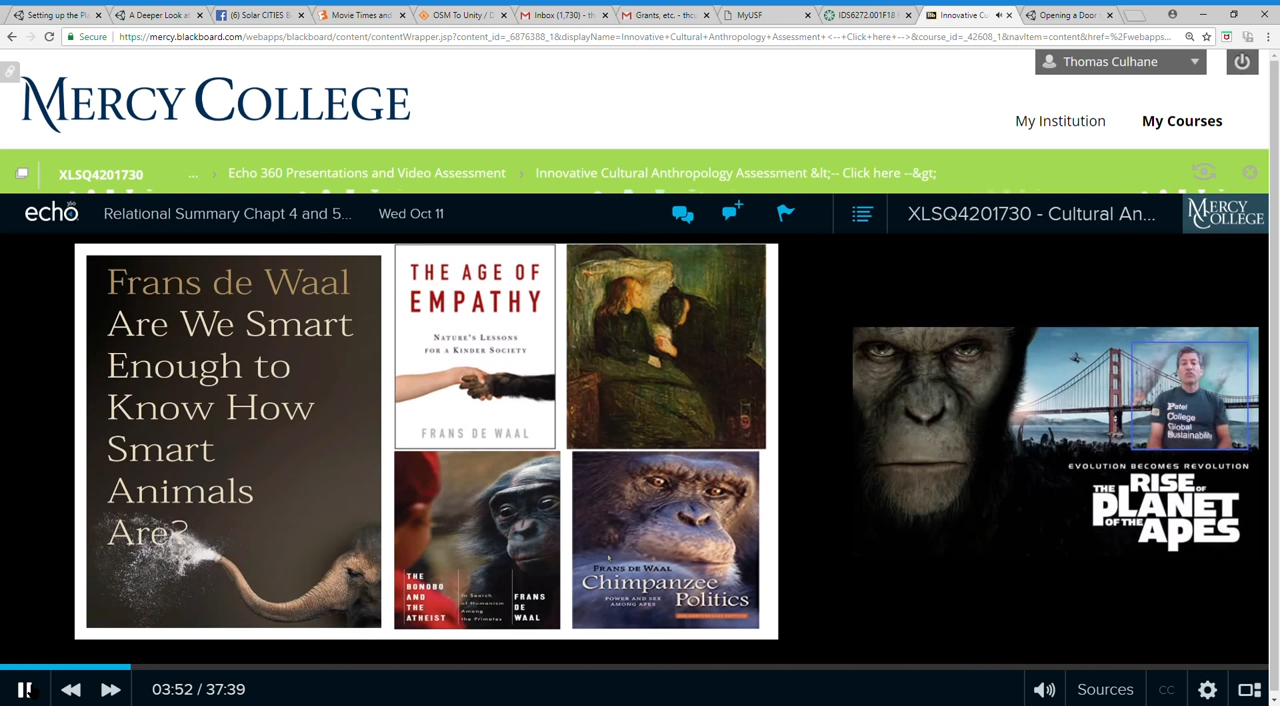 Setting up the Pl
A Deeper Look at
(6) Solar CITIES B
Movie Times and
OSM To Unity / D
Inbox (1,730) - th
Grants, etc. - thcu
MyUSF
IDS6272.001F18
Innovative Cu
Opening a Door
Secure
https://mercy.blackboard.com/webapps/blackboard/content/contentWrapper.jsp?content_id=_6876388_1&displayName=Innovative+Cultural+Anthropology+Assessment+<--+Click+here+-->&course_id=_42608_1&navItem=content&href=%2Fwebapps...
Thomas Culhane
MERCY COLLEGE
My Institution
My Courses
XLSQ4201730
...
Echo 360 Presentations and Video Assessment
Innovative Cultural Anthropology Assessment &lt;-- Click here --&gt;
echo
360
Relational Summary Chapt 4 and 5...
Wed Oct 11
XLSQ4201730 - Cultural An...
MERCY
COLLEGE
Frans de Waal
Are We Smart
Enough to
Know How
Smart
Animals
Are?
THE AGE OF
EMPATHY
NATURE'S LESSONS
FOR A KINDER SOCIETY
FRANS DE WAAL
THE
BONOBO
AND
THE
ATHEIST
In Search
of Humanism
Among
the Primates
FRANS
DE
WAAL
FRANS DE WAAL
Chimpanzee
Politics
POWER AND SEX
AMONG APES
Patel
College
Global
Sustainability
EVOLUTION BECOMES REVOLUTION
THE RISE OF
PLANET
OF THE APES
03:52 / 37:39
Sources
CC